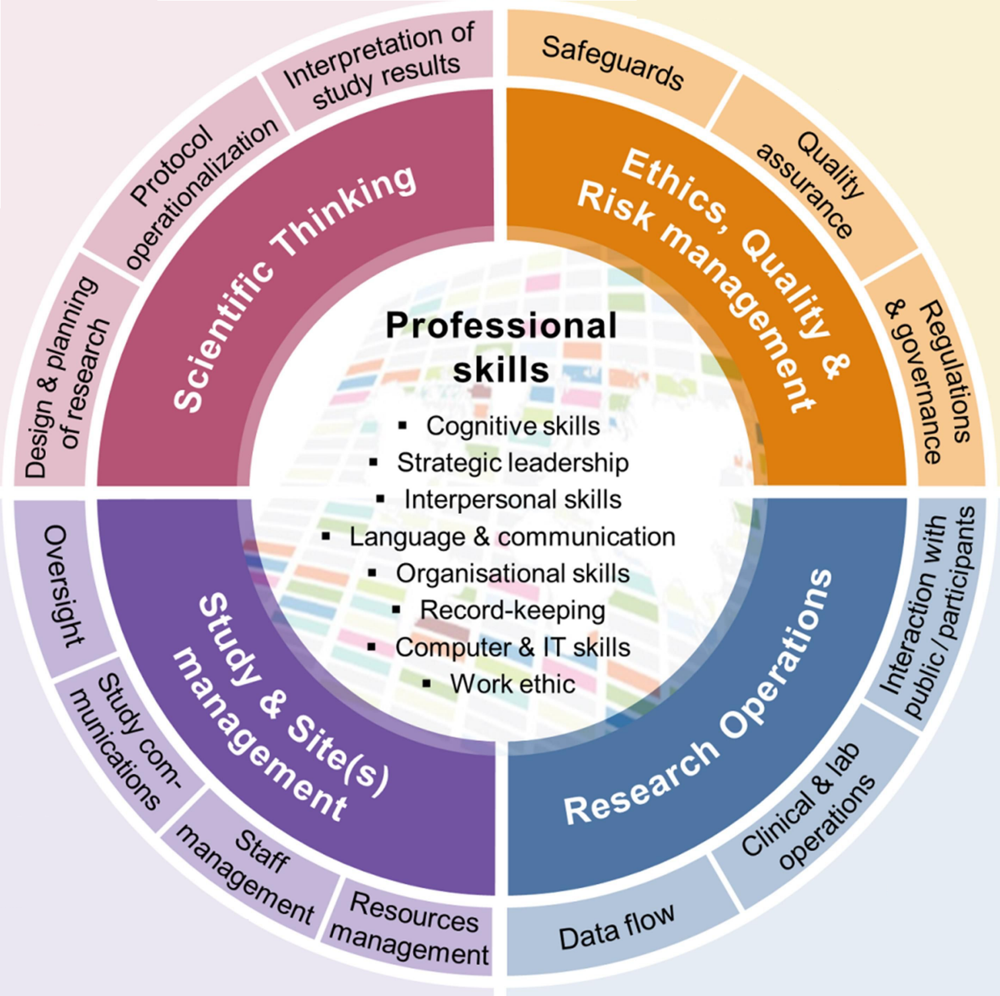 Interpretation of
study results
Protocol
operationalization
Design & planning
of research
Scientific Thinking
Safeguards
Quality
assurance
Regulations
& governance
Ethics, Quality &
Risk management
Professional
skills
▪ Cognitive skills
▪ Strategic leadership
▪ Interpersonal skills
▪ Language & communication
▪ Organisational skills
▪ Record-keeping
▪ Computer & IT skills
▪ Work ethic
Oversight
Study com-
munications
Staff
management
Resources
management
Study & Site(s)
management
Interaction with
public / participants
Clinical & lab
operations
Data flow
Research Operations